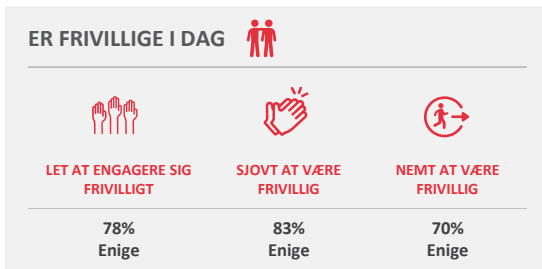 ER FRIVILLIGE I DAG
LET AT ENGAGERE SIG
FRIVILLIGT
SJOVT AT VÆRE
FRIVILLIG
NEMT AT VÆRE
FRIVILLIG
78%
Enige
83%
Enige
70%
Enige